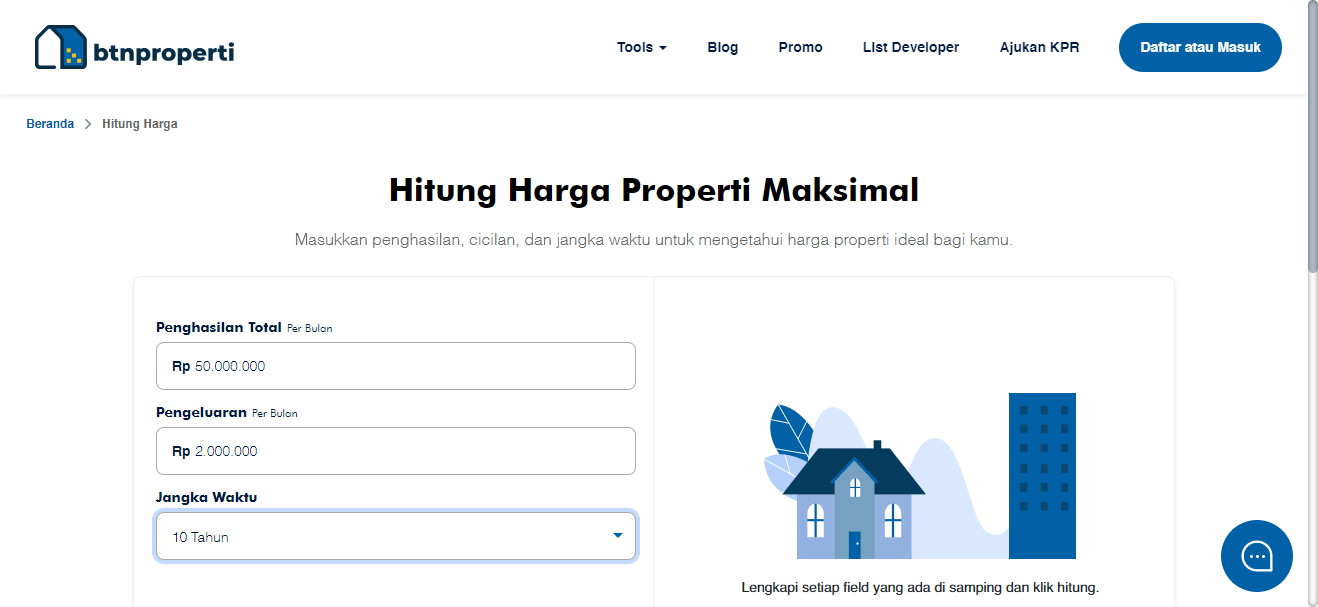 btnproperti
Tools
Blog
Promo
LIst Developer
Ajukan KPR
Daftar atau Masuk
Beranda > Hitung Harga
Hitung Harga Properti Maksimal
Masukkan penghasilan, cicilan, dan jangka waktu untuk mengetahui harga properti ideal bagi kamu.
Penghasilan Total Per Bulan
Rp 50.000.000
Pengeluaran Per Bulan
Rp 2.000.000
Jangka Waktu
10 Tahun
Lengkapi setiap field yang ada di samping dan klik hitung.